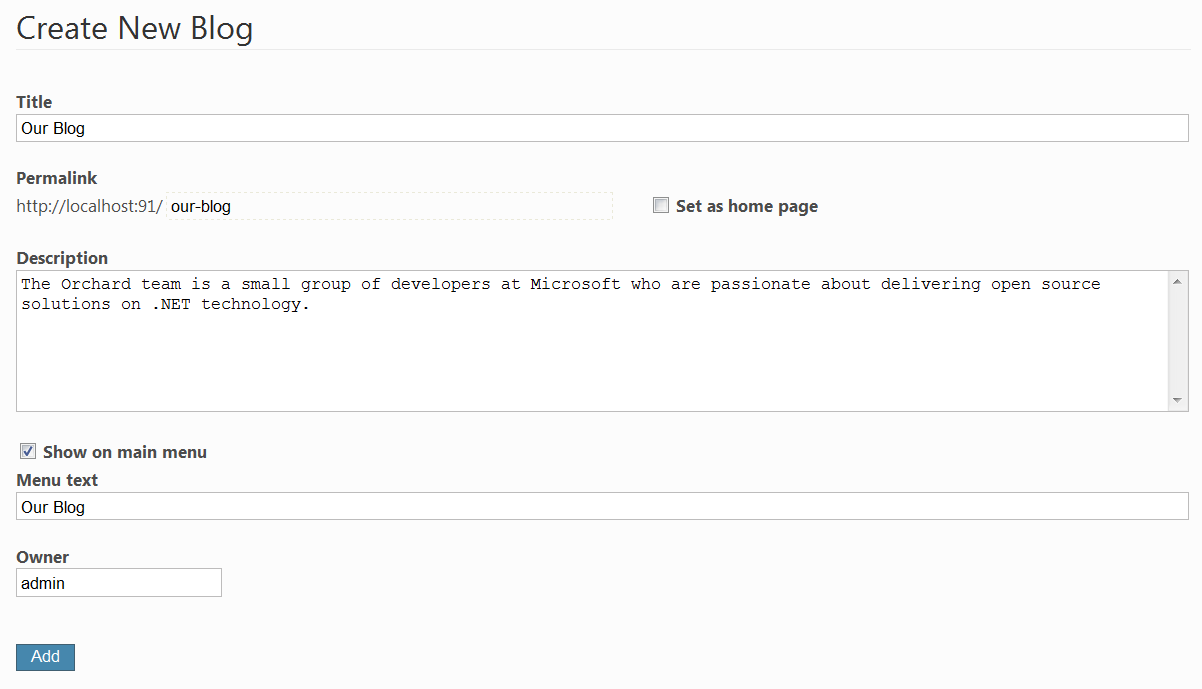 Create New Blog
Title
Our Blog
Permalink
http://localhost:91/ our-blog
Set as home page
Description
The Orchard team is a small group of developers at Microsoft who are passionate about delivering open source
solutions on .NET technology.
Show on main menu
Menu text
Our Blog
Owner
admin
Add